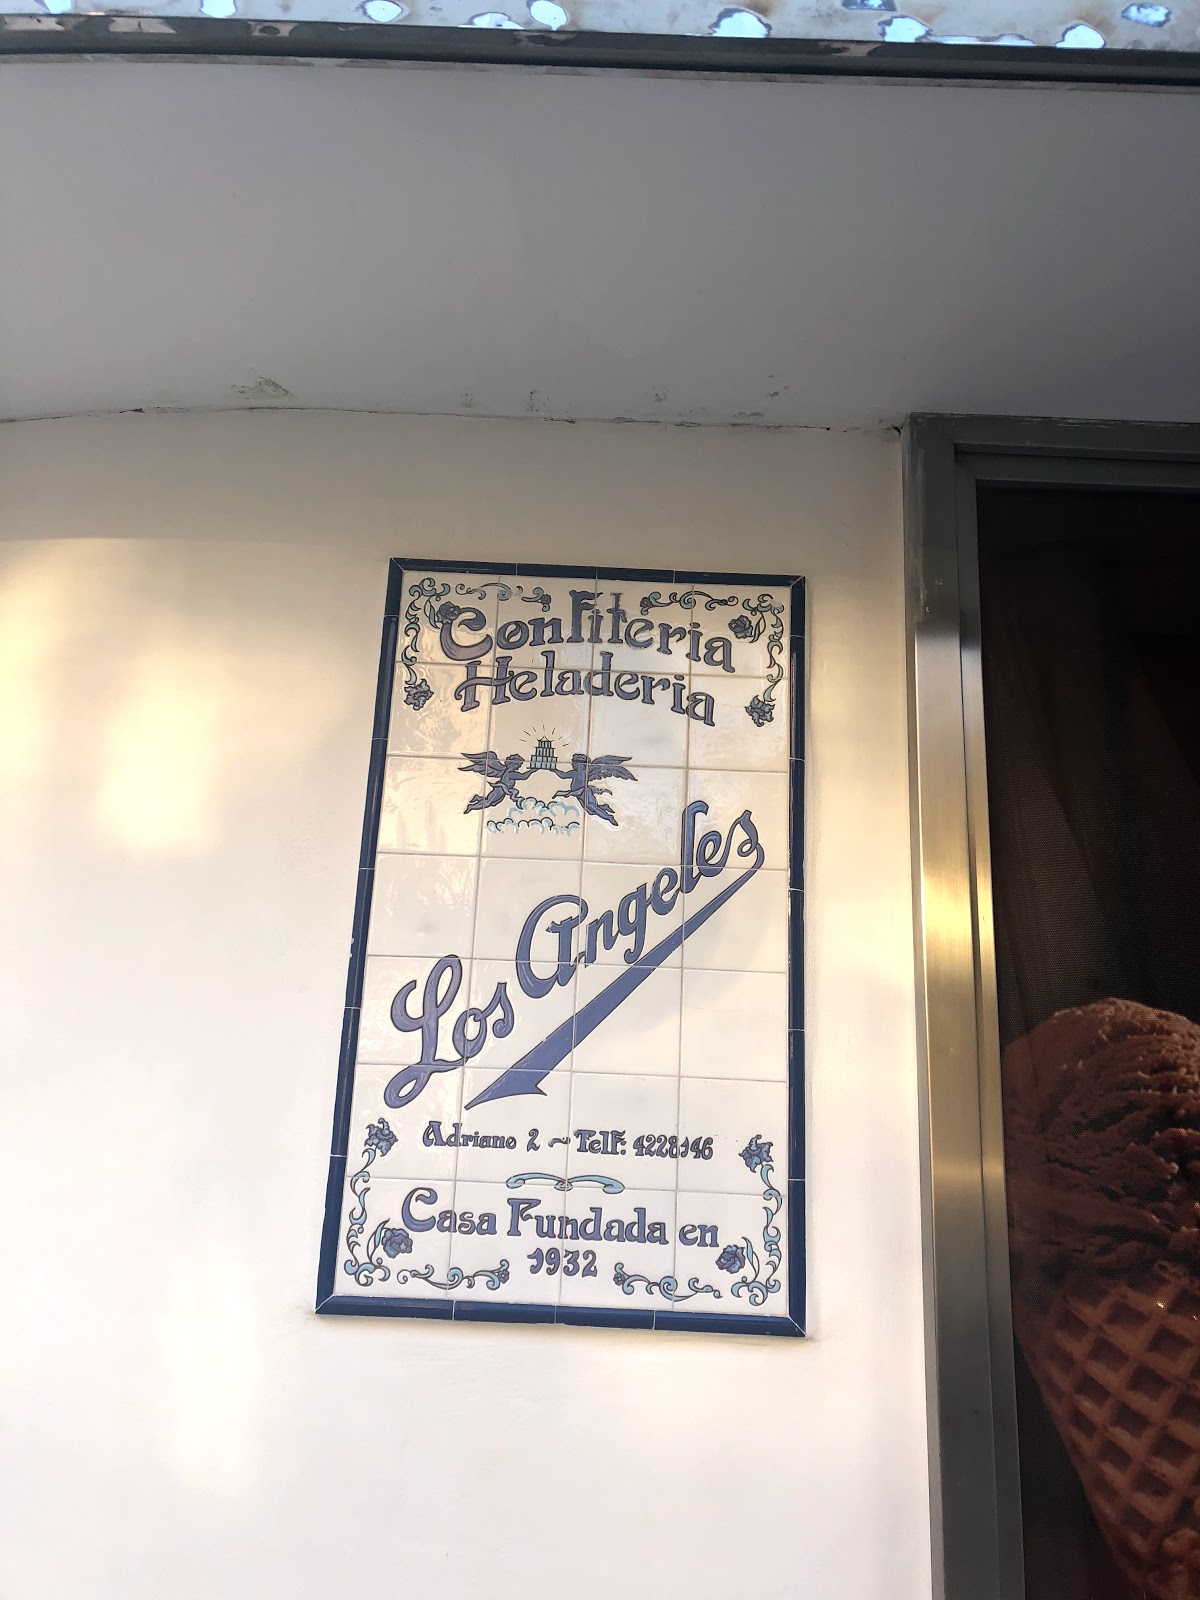 Confiteria
Heladeria
Los Angeles
Adriano 2 ~ Telf: 4228146
Casa Fundada en
1932